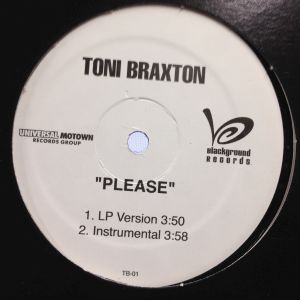 TONI BRAXTON
UNIVERSAL MOTOWN
RECORDS GROUP
Blackground
Records
"PLEASE"
1. LP Version 3:50
2. Instrumental 3:58
TB-01